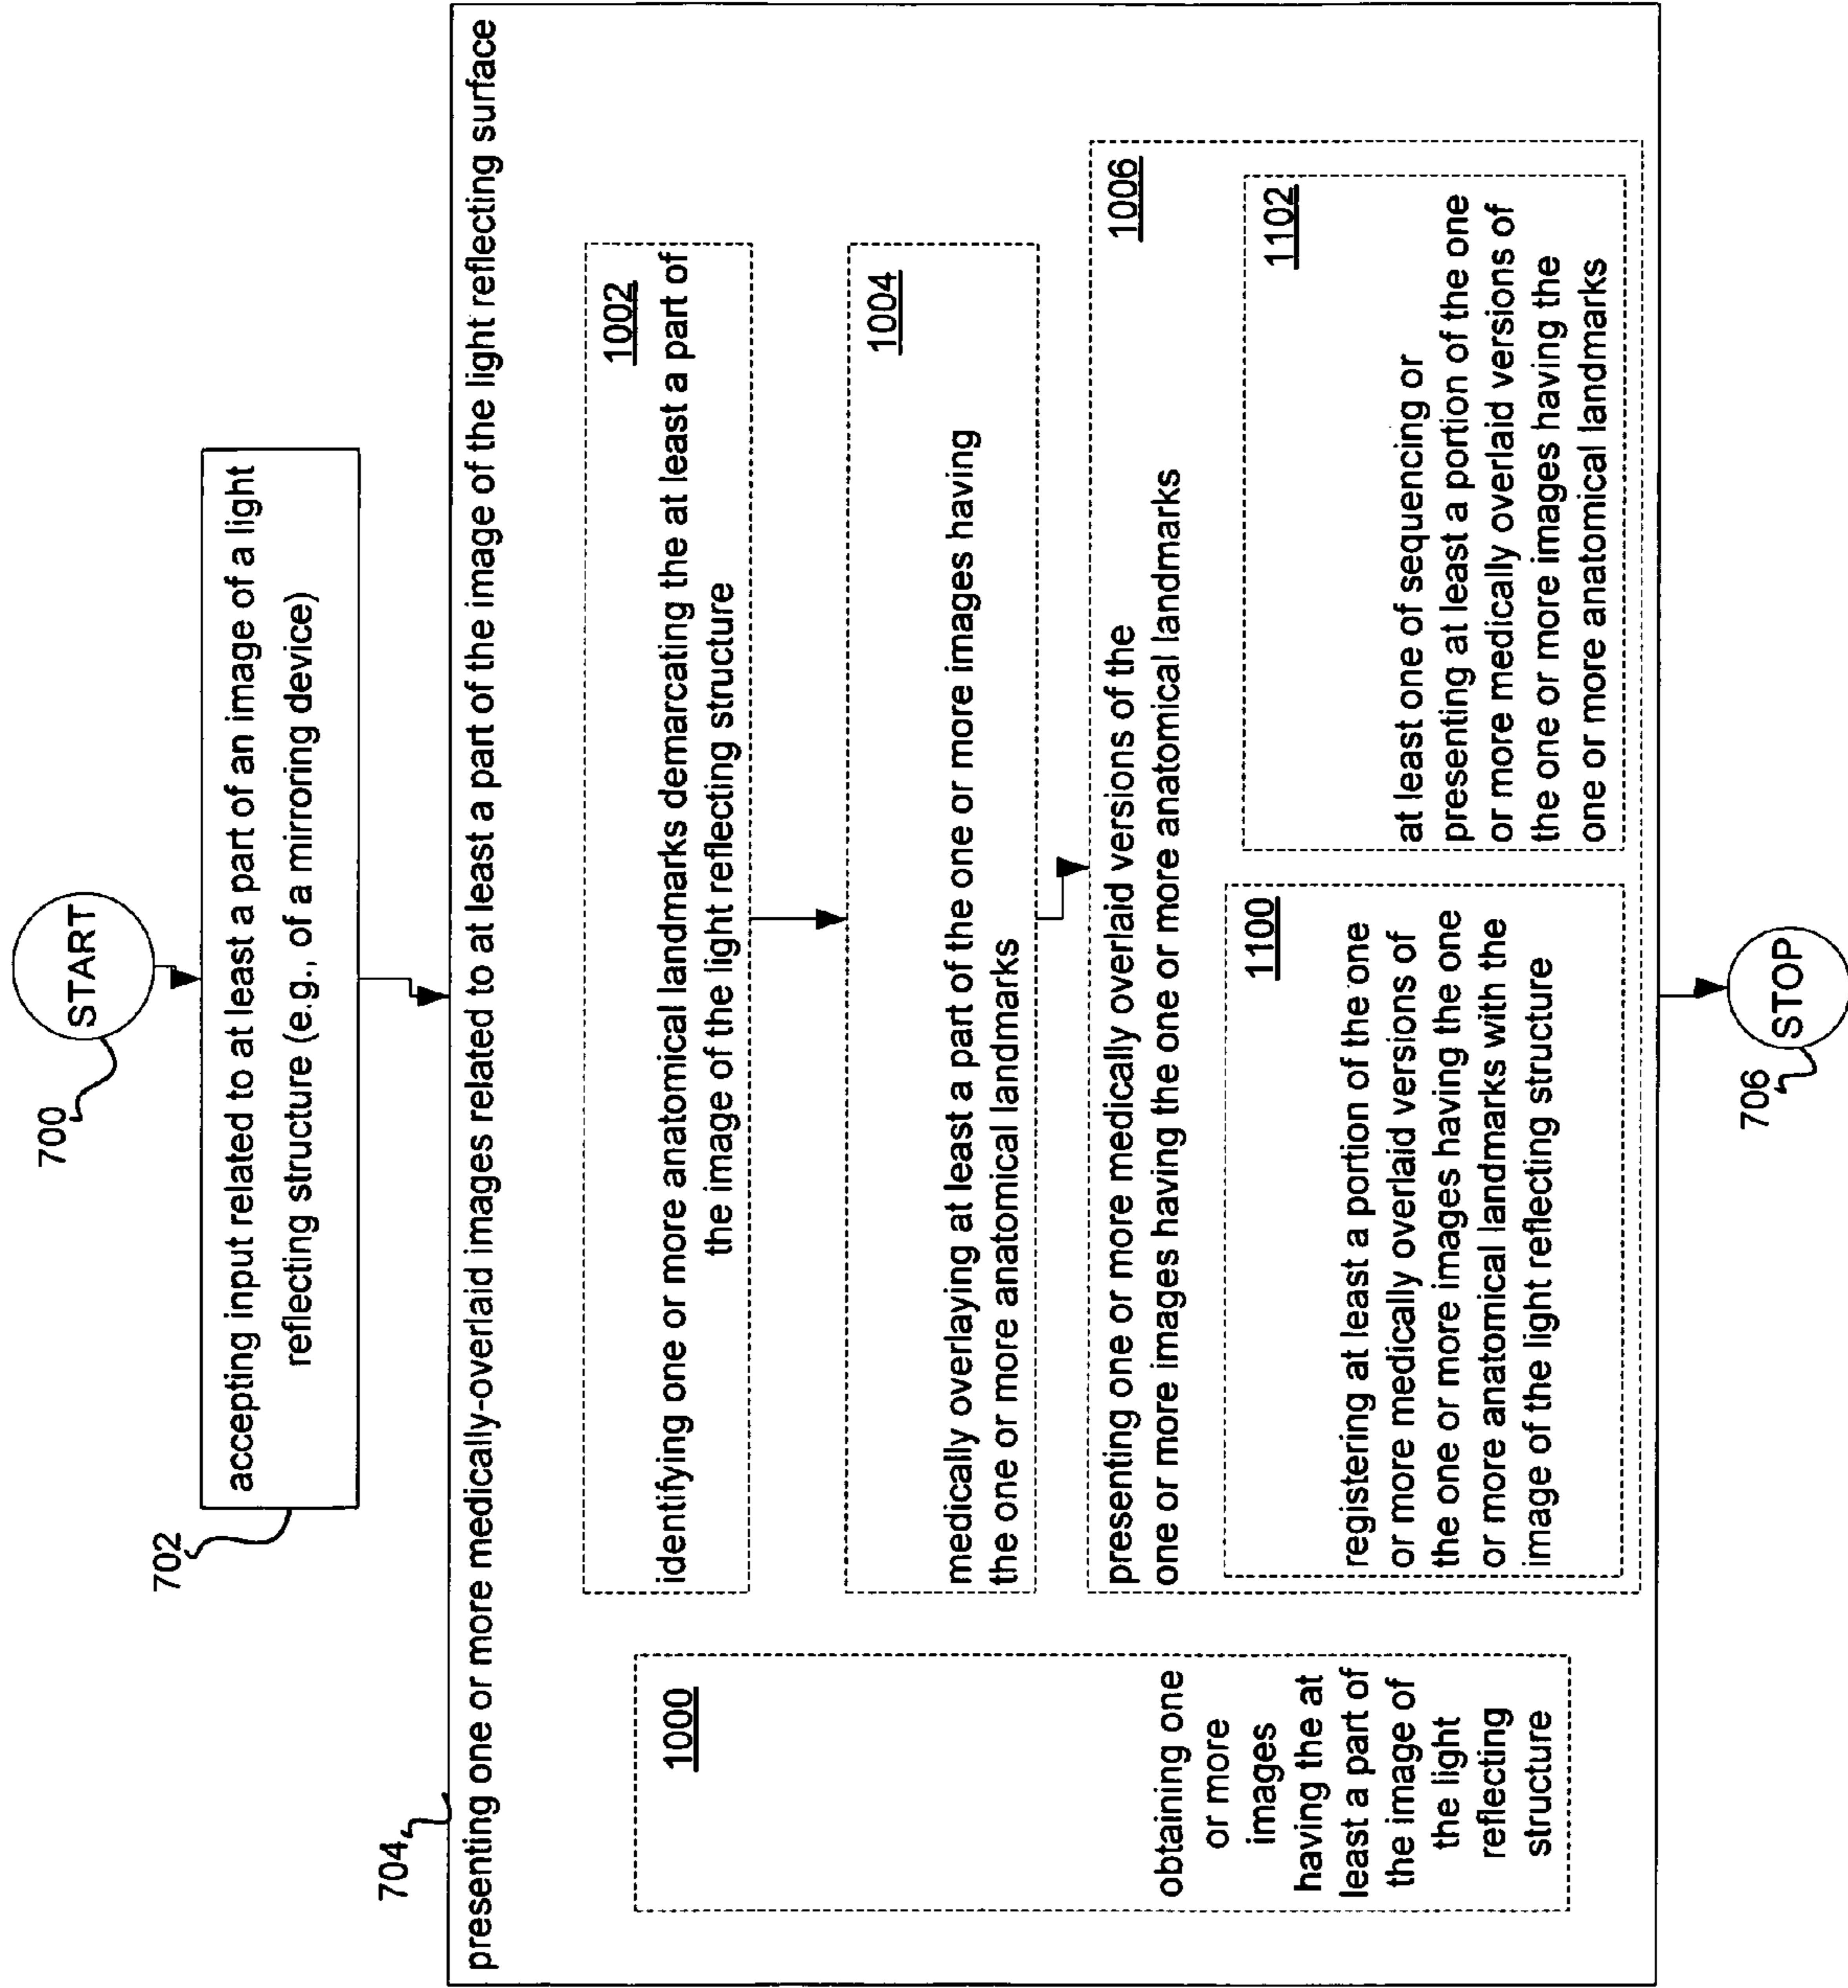 START
700
accepting input related to at least a part of an image of a light
reflecting structure (e.g., of a mirroring device)
702
704
presenting one or more medically-overlaid images related to at least a part of the image of the light reflecting surface
1000
obtaining one
or more
images
having the at
least a part of
the image of
the light
reflecting
structure
1002
identifying one or more anatomical landmarks demarcating the at least a part of
the image of the light reflecting structure
1004
medically overlaying at least a part of the one or more images having
the one or more anatomical landmarks
1006
presenting one or more medically overlaid versions of the
one or more images having the one or more anatomical landmarks
1100
registering at least a portion of the one
or more medically overlaid versions of
the one or more images having the one
or more anatomical landmarks with the
image of the light reflecting structure
1102
at least one of sequencing or
presenting at least a portion of the one
or more medically overlaid versions of
the one or more images having the
one or more anatomical landmarks
STOP
706